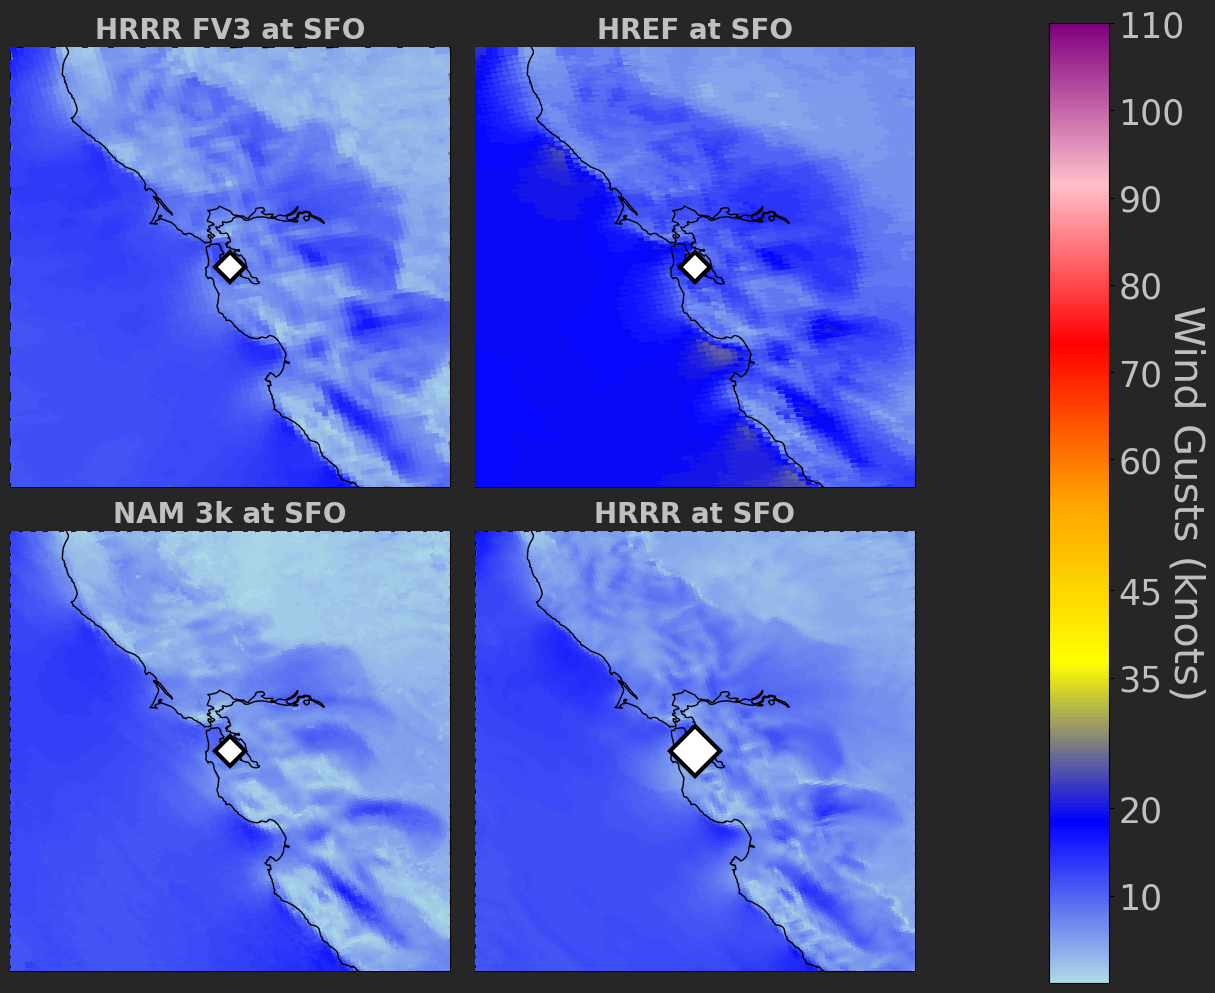 HRRR FV3 at SFO
HREF at SFO
NAM 3k at SFO
HRRR at SFO
110
100
90
80
70
60
45
35
20
10
Wind Gusts (knots)